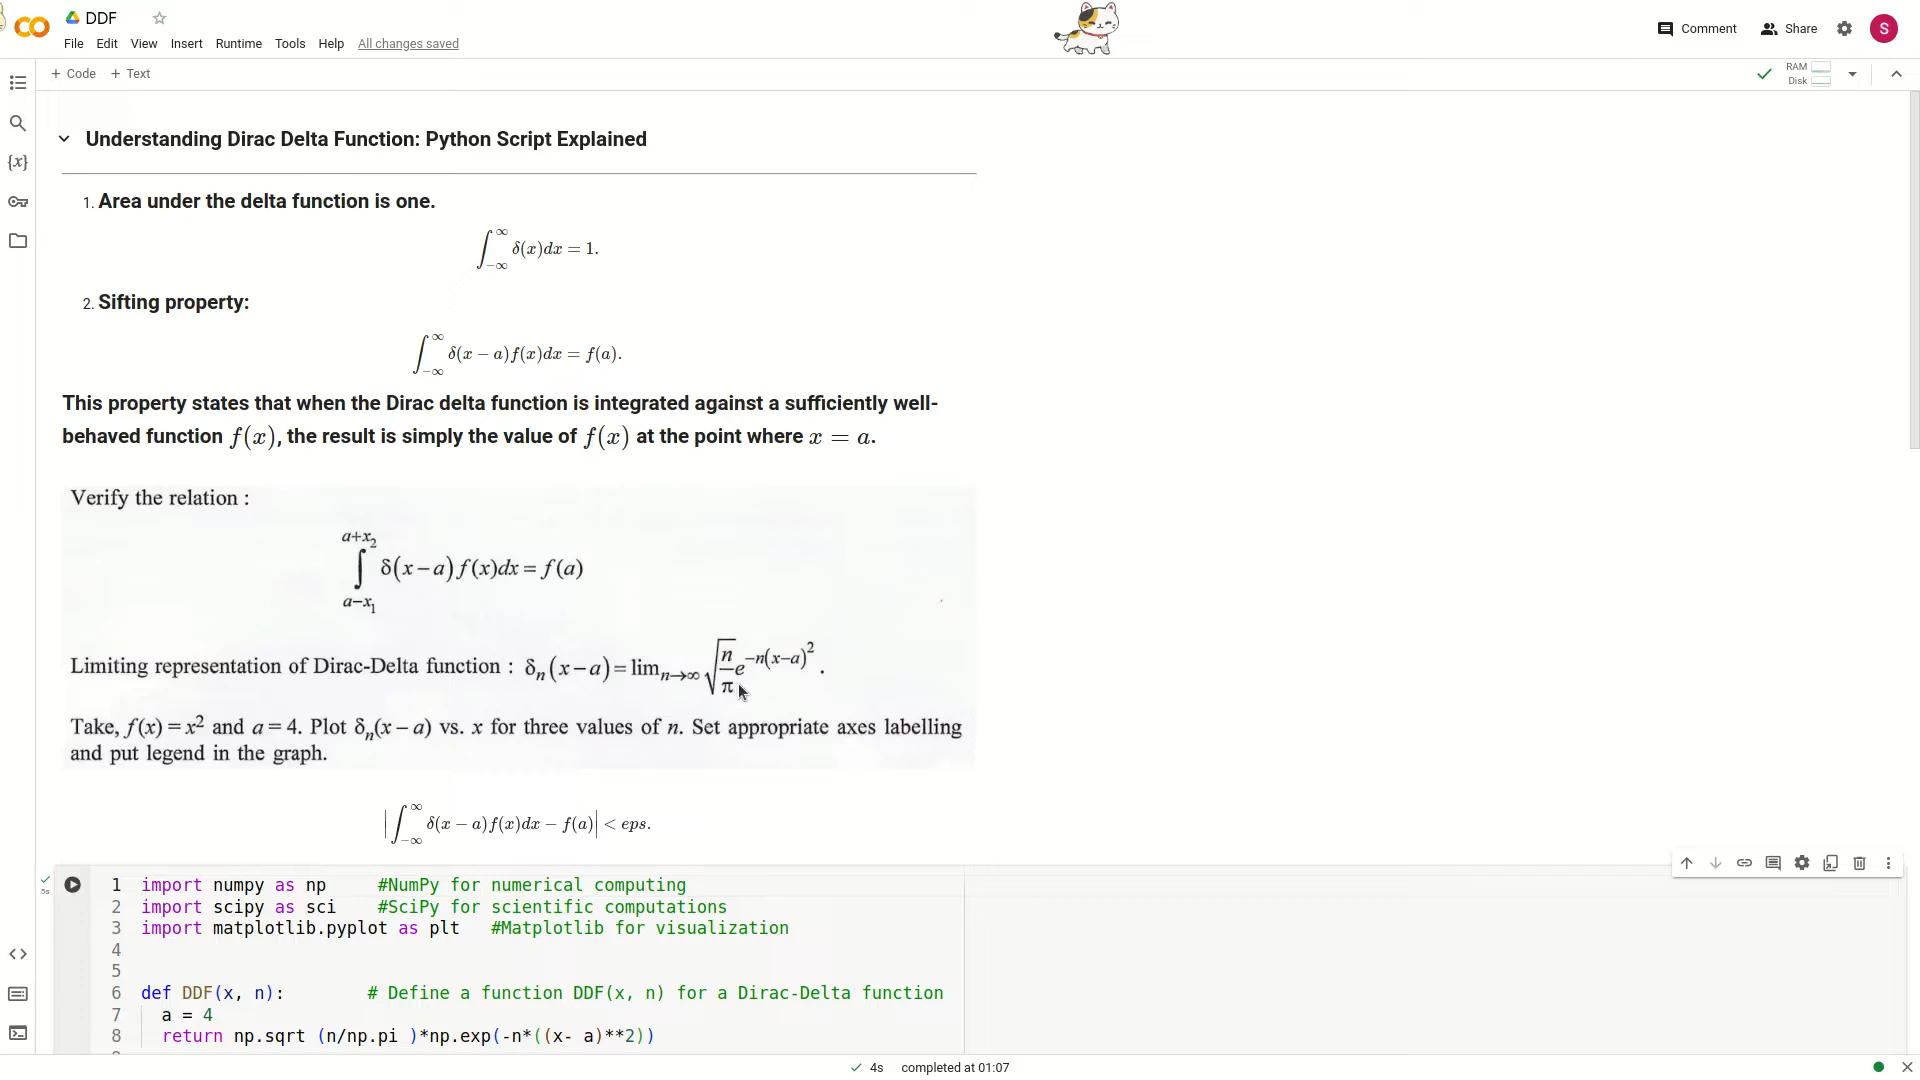 DDF
File Edit View Insert Runtime Tools Help All changes saved
Comment Share S
+ Code + Text RAM Disk
Understanding Dirac Delta Function: Python Script Explained
1. Area under the delta function is one.
∫_{-∞}^{∞} δ(x)dx = 1.
2. Sifting property:
∫_{-∞}^{∞} δ(x − a)f(x)dx = f(a).
This property states that when the Dirac delta function is integrated against a sufficiently well-
behaved function f(x), the result is simply the value of f(x) at the point where x = a.
Verify the relation :
∫_{a−x₁}^{a+x₂} δ(x−a) f(x)dx = f(a)
Limiting representation of Dirac-Delta function : δₙ(x−a) = lim_{n→∞} √(n/π) e^{−n(x−a)²} .
Take, f(x) = x² and a = 4. Plot δₙ(x − a) vs. x for three values of n. Set appropriate axes labelling
and put legend in the graph.
|∫_{-∞}^{∞} δ(x − a)f(x)dx − f(a)| < eps.
5s
1 import numpy as np #NumPy for numerical computing
2 import scipy as sci #SciPy for scientific computations
3 import matplotlib.pyplot as plt #Matplotlib for visualization
4
5
6 def DDF(x, n): # Define a function DDF(x, n) for a Dirac-Delta function
7 a = 4
8 return np.sqrt (n/np.pi )*np.exp(-n*((x- a)**2))
4s completed at 01:07